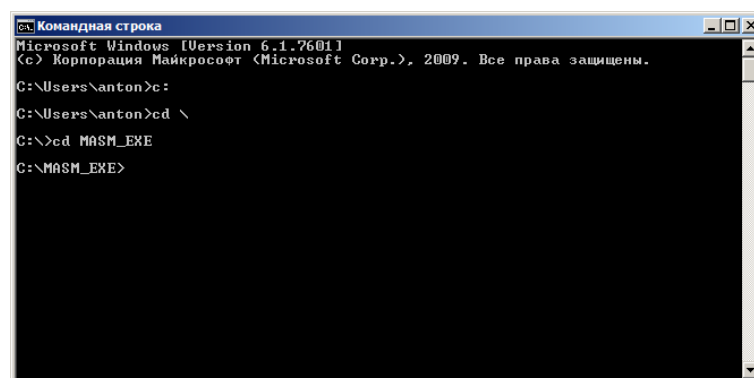 Командная строка
Microsoft Windows [Version 6.1.7601]
(c) Корпорация Майкрософт (Microsoft Corp.), 2009. Все права защищены.
C:\Users\anton>c:
C:\Users\anton>cd \
C:\>cd MASM_EXE
C:\MASM_EXE>